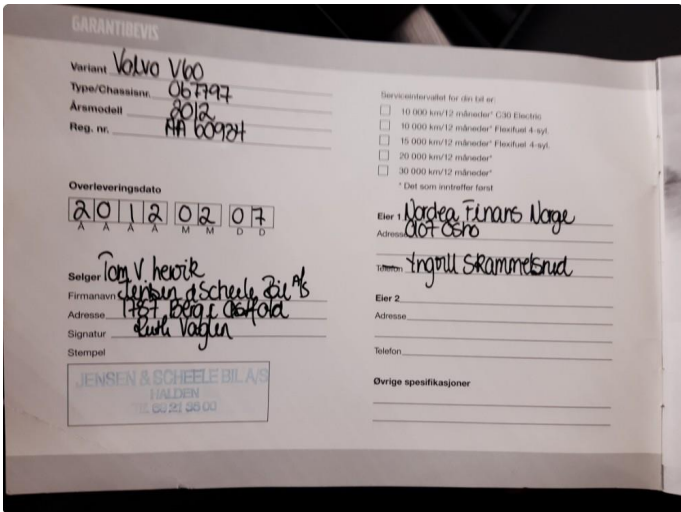 GARANTIBEVIS
Variant Volvo V60
Type/Chassisnr. 067797
Årsmodell 2012
Reg. nr. AA 60924
Overleveringsdato
2012 02 07
A A A A M M D D
Selger Tom V.
Firmanavn Jensen & Scheele Bil A/S
Adresse 1787 Berg i Østfold
Signatur Ruth Vaglen
Stempel
JENSEN & SCHEELE BIL A/S
HALDEN
Serviceintervallet for din bil er:
10 000 km/12 måneder* C30 Electric
10 000 km/12 måneder* Flexifuel 4-syl.
15 000 km/12 måneder* Flexifuel 4-syl.
20 000 km/12 måneder*
30 000 km/12 måneder*
* Det som inntreffer først
Eier 1 Nordea Finans Norge
Adresse 0107 Oslo
Telefon Yngvill Skammelsrud
Eier 2
Adresse
Telefon
Øvrige spesifikasjoner